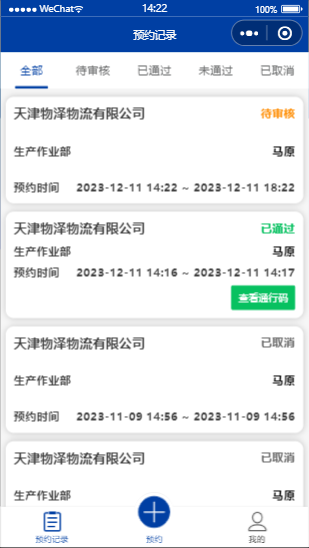 WeChat
14:22
100%
预约记录
全部 待审核 已通过 未通过 已取消
天津物泽物流有限公司 待审核
生产作业部 马原
预约时间 2023-12-11 14:22 ~ 2023-12-11 18:22
天津物泽物流有限公司 已通过
生产作业部 马原
预约时间 2023-12-11 14:16 ~ 2023-12-11 14:17
查看通行码
天津物泽物流有限公司 已取消
生产作业部 马原
预约时间 2023-11-09 14:56 ~ 2023-11-09 14:56
天津物泽物流有限公司 已取消
生产作业部 马原
预约记录 预约 我的